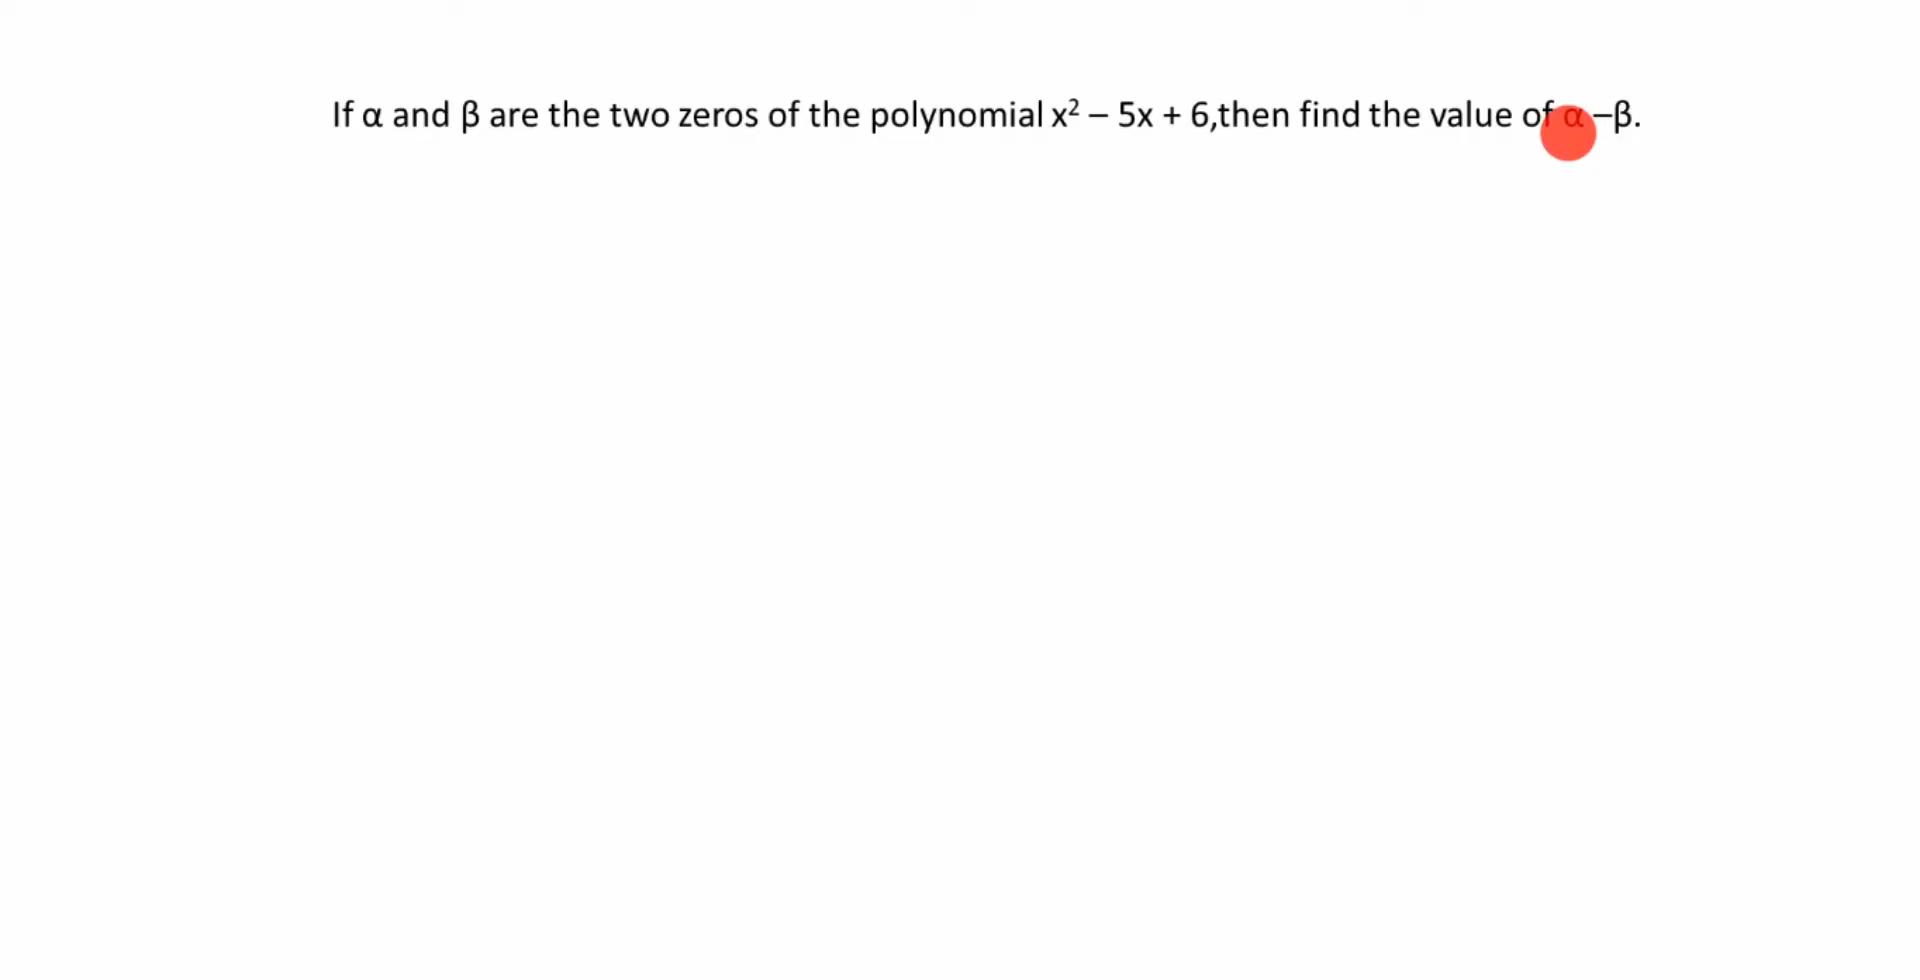 If α and β are the two zeros of the polynomial x² – 5x + 6,then find the value of α –β.